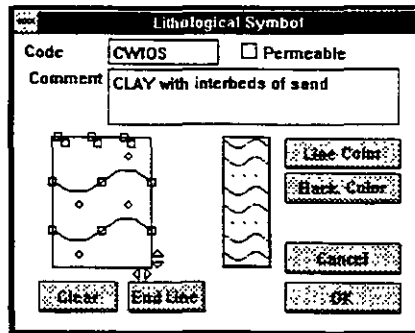 Lithological Symbol
Code CWIOS Permeable
Comment CLAY with interbeds of sand
Line Color
Back. Color
Cancel
Clear End Line OK